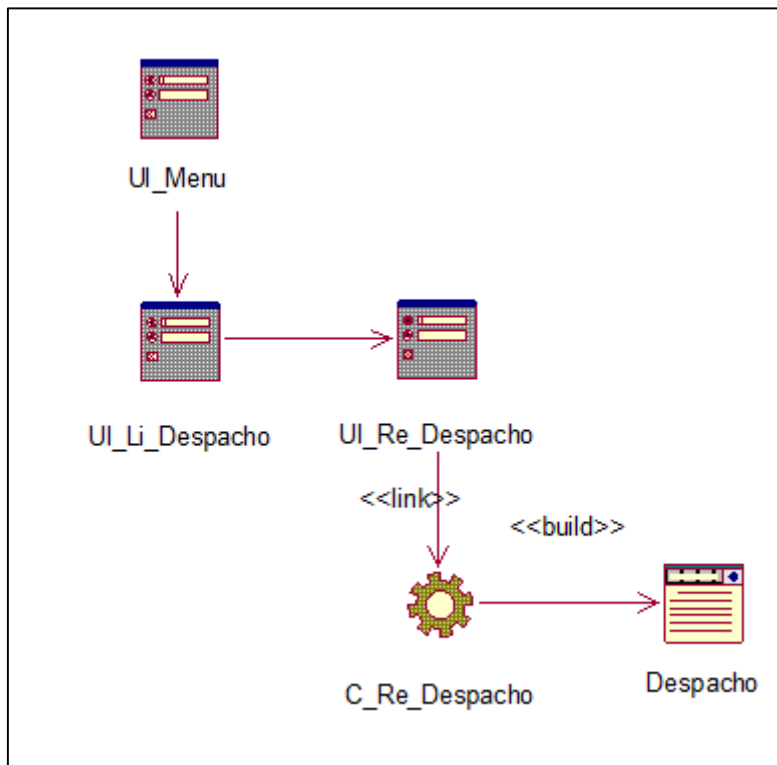 UI_Menu
UI_Li_Despacho
UI_Re_Despacho
<<link>>
<<build>>
C_Re_Despacho
Despacho